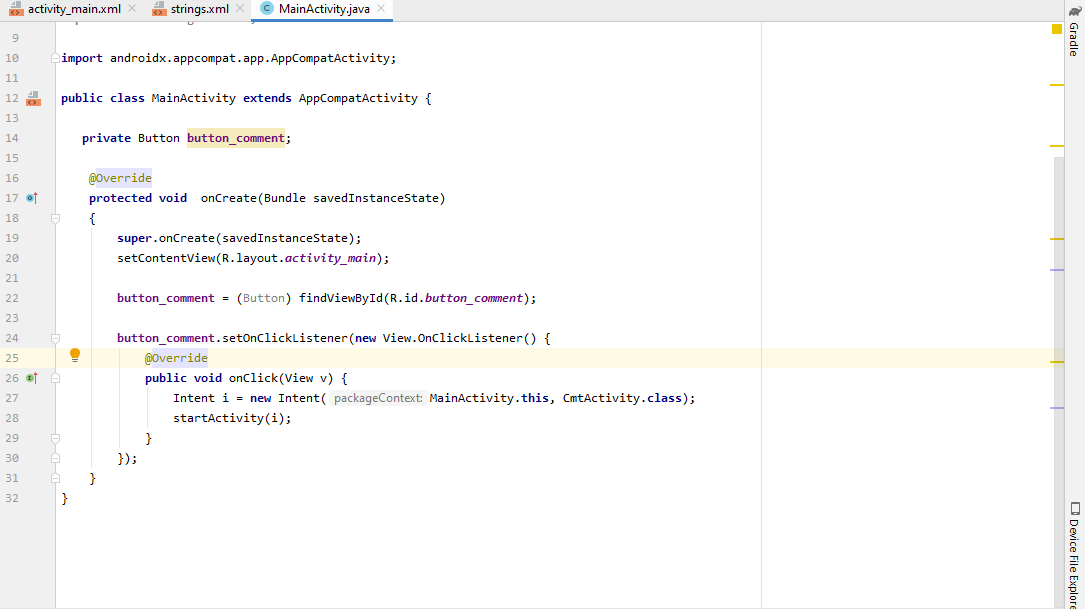 activity_main.xml strings.xml MainActivity.java
9
10 import androidx.appcompat.app.AppCompatActivity;
11
12 public class MainActivity extends AppCompatActivity {
13
14 private Button button_comment;
15
16 @Override
17 protected void onCreate(Bundle savedInstanceState)
18 {
19 super.onCreate(savedInstanceState);
20 setContentView(R.layout.activity_main);
21
22 button_comment = (Button) findViewById(R.id.button_comment);
23
24 button_comment.setOnClickListener(new View.OnClickListener() {
25 @Override
26 public void onClick(View v) {
27 Intent i = new Intent( packageContext: MainActivity.this, CmtActivity.class);
28 startActivity(i);
29 }
30 });
31 }
32 }
Gradle
Device File Explore